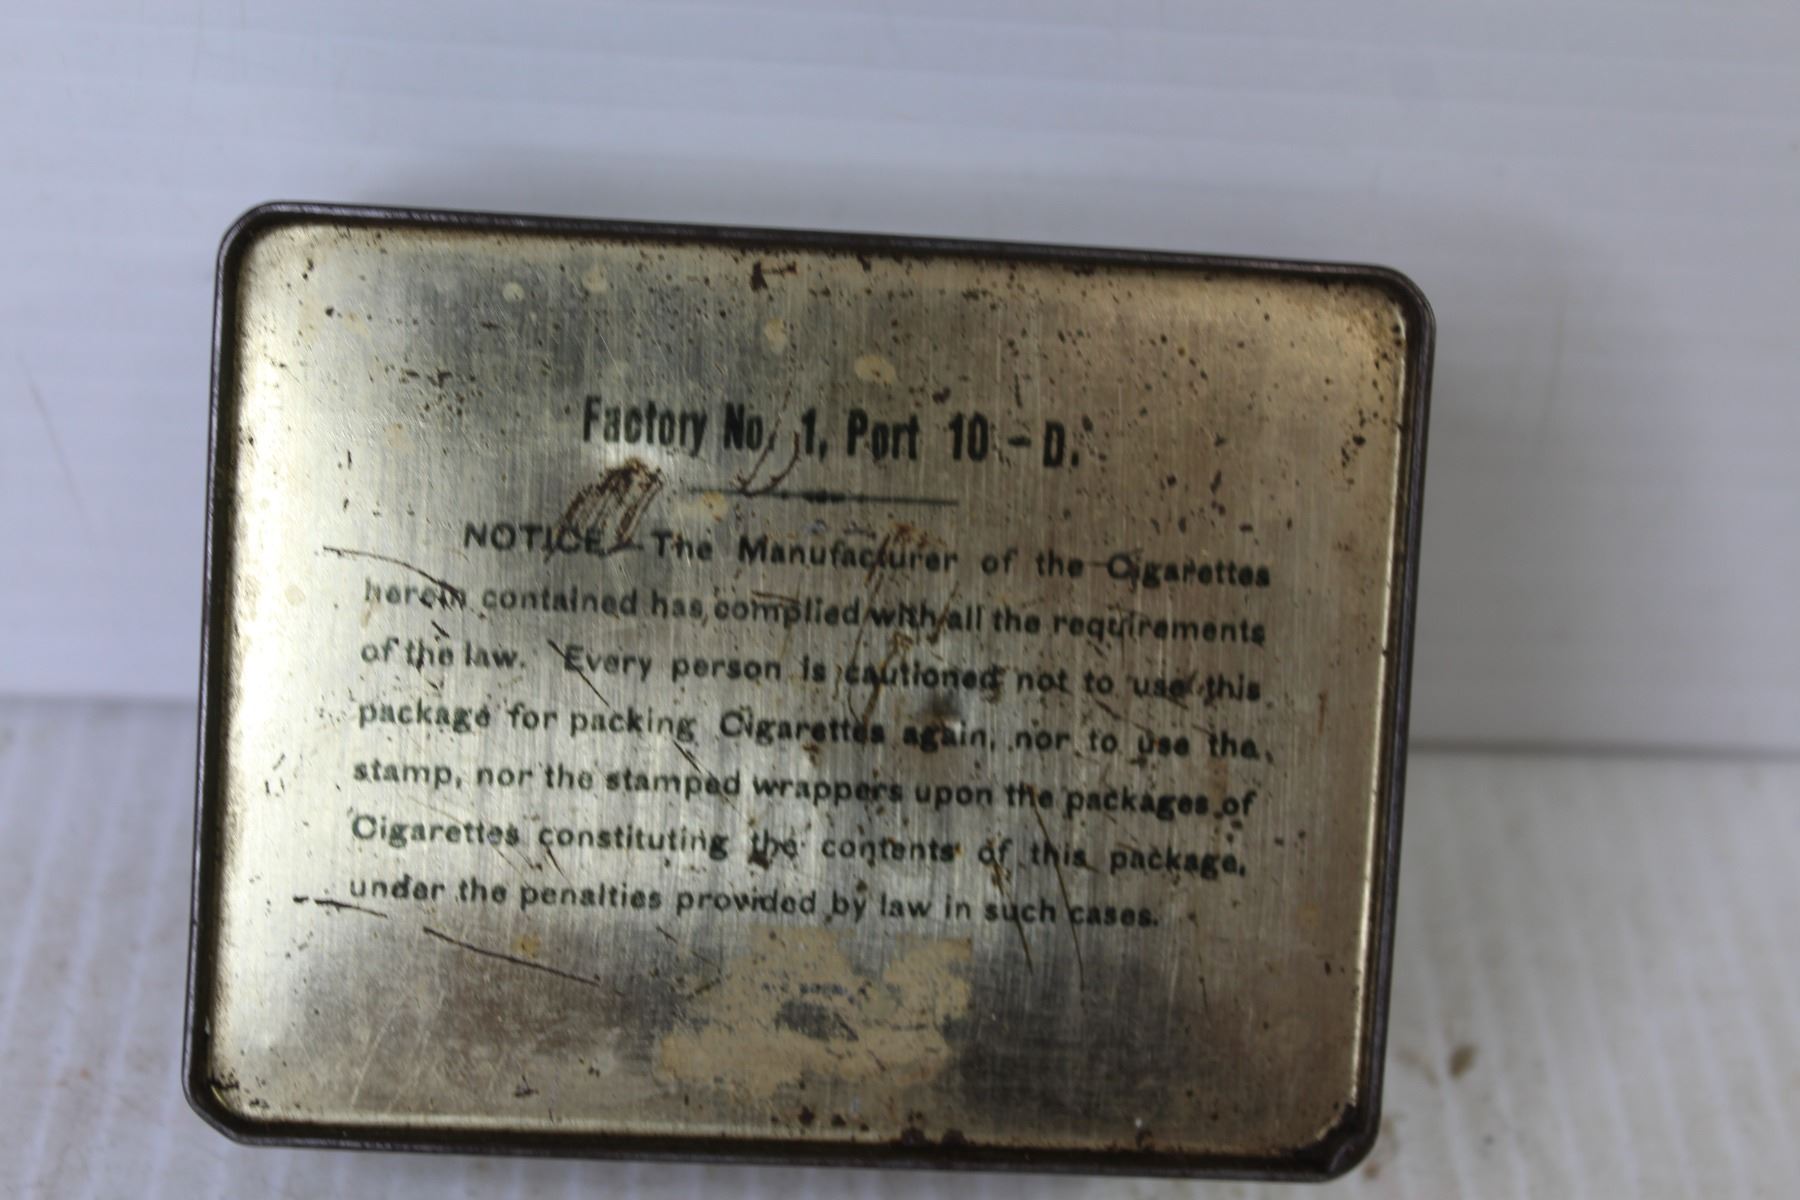 Factory No. 1, Port 10 - D.
NOTICE.—The Manufacturer of the Cigarettes
herein contained has complied with all the requirements
of the law. Every person is cautioned not to use this
package for packing Cigarettes again, nor to use the
stamp, nor the stamped wrappers upon the packages of
Cigarettes constituting the contents of this package,
under the penalties provided by law in such cases.